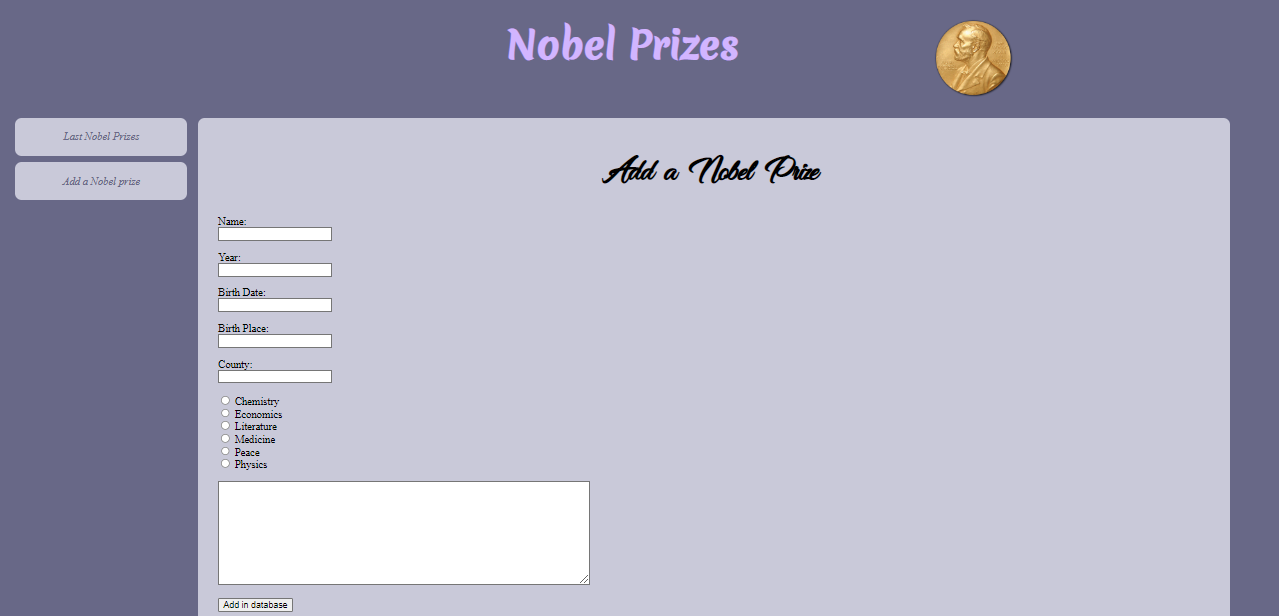 Nobel Prizes
Last Nobel Prizes
Add a Nobel prize
Add a Nobel Prize
Name:
Year:
Birth Date:
Birth Place:
County:
Chemistry
Economics
Literature
Medicine
Peace
Physics
Add in database